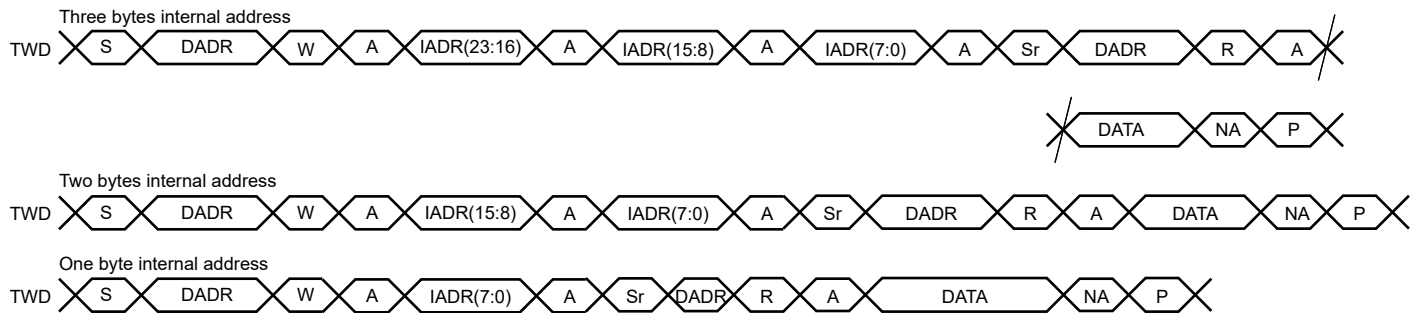 Three bytes internal address
TWD S DADR W A IADR(23:16) A IADR(15:8) A IADR(7:0) A Sr DADR R A
DATA NA P
Two bytes internal address
TWD S DADR W A IADR(15:8) A IADR(7:0) A Sr DADR R A DATA NA P
One byte internal address
TWD S DADR W A IADR(7:0) A Sr DADR R A DATA NA P